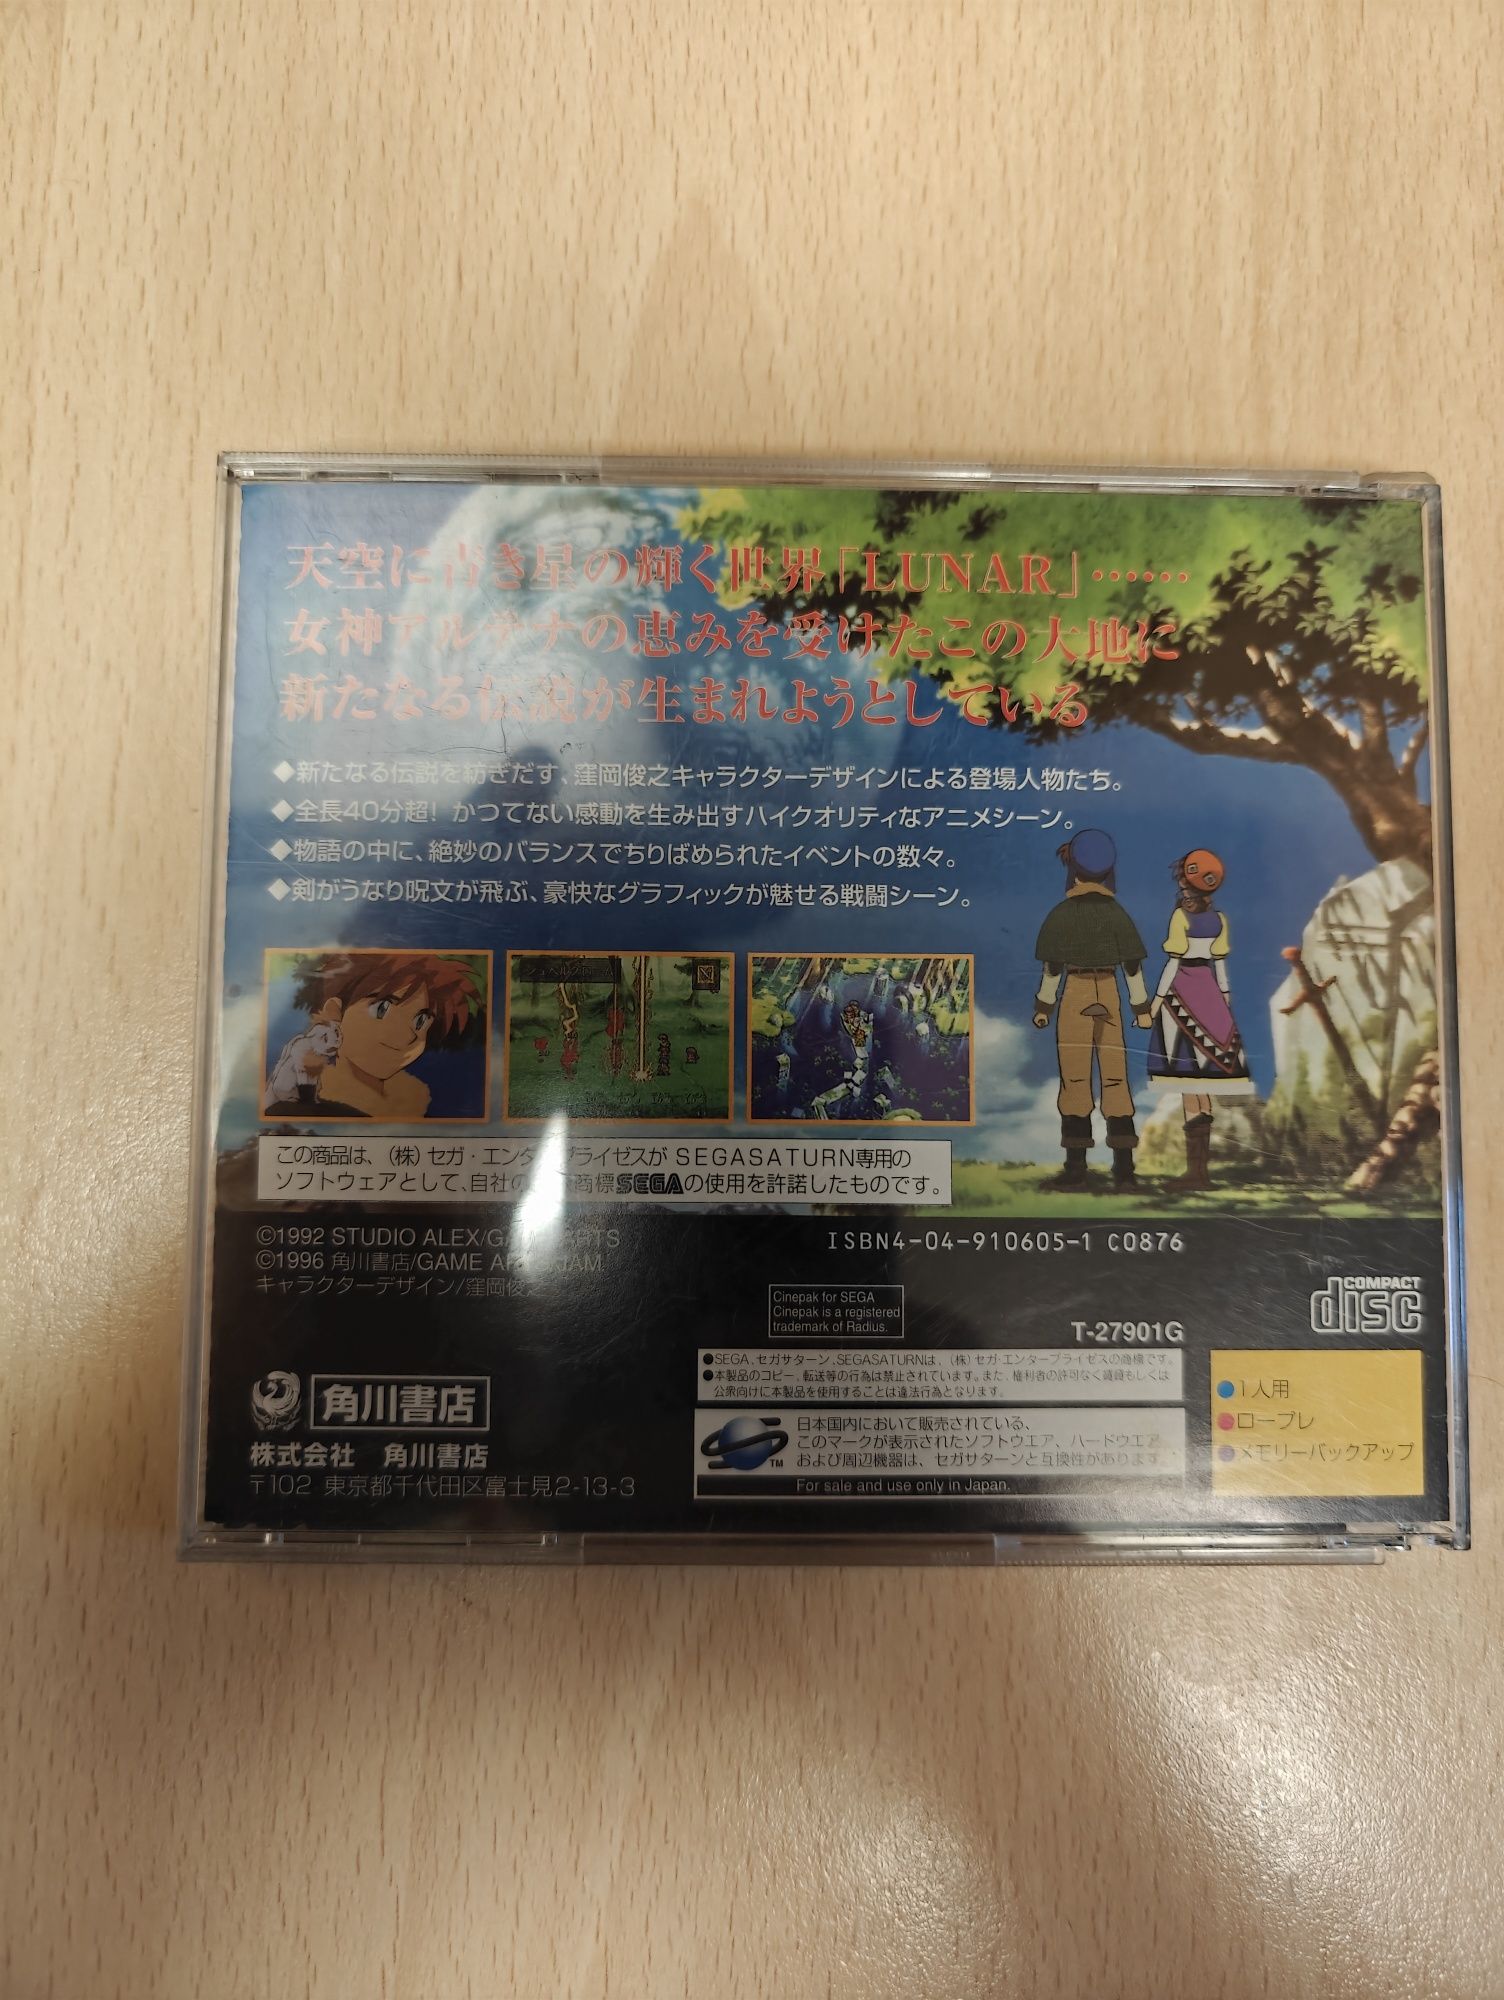 天空に青き星の輝く世界「LUNAR」……
女神アルテナの恵みを受けたこの大地に
新たなる伝説が生まれようとしている
◆新たなる伝説を紡ぎだす、窪岡俊之キャラクターデザインによる登場人物たち。
◆全長40分超！かつてない感動を生み出すハイクオリティなアニメシーン。
◆物語の中に、絶妙のバランスでちりばめられたイベントの数々。
◆剣がうなり呪文が飛ぶ、豪快なグラフィックが魅せる戦闘シーン。
この商品は、（株）セガ・エンタープライゼスがSEGASATURN専用の
ソフトウェアとして、自社の 商標SEGAの使用を許諾したものです。
©1992 STUDIO ALEX/GAME ARTS
©1996 角川書店/GAME ARTS/JAM
キャラクターデザイン/窪岡俊之
ISBN4-04-910605-1 C0876
Cinepak for SEGA
Cinepak is a registered
trademark of Radius.
T-27901G
COMPACT
disc
●SEGA、セガサターン、SEGASATURNは、（株）セガ・エンタープライゼスの商標です。
●本製品のコピー、転送等の行為は禁止されています。また、権利者の許可なく賃貸もしくは
公衆向けに本製品を使用することは違法行為となります。
日本国内において販売されている、
このマークが表示されたソフトウエア、ハードウエア
および周辺機器は、セガサターンと互換性があります。
TM
For sale and use only in Japan.
●1人用
●ロープレ
●メモリーバックアップ
角川書店
株式会社 角川書店
〒102 東京都千代田区富士見2-13-3